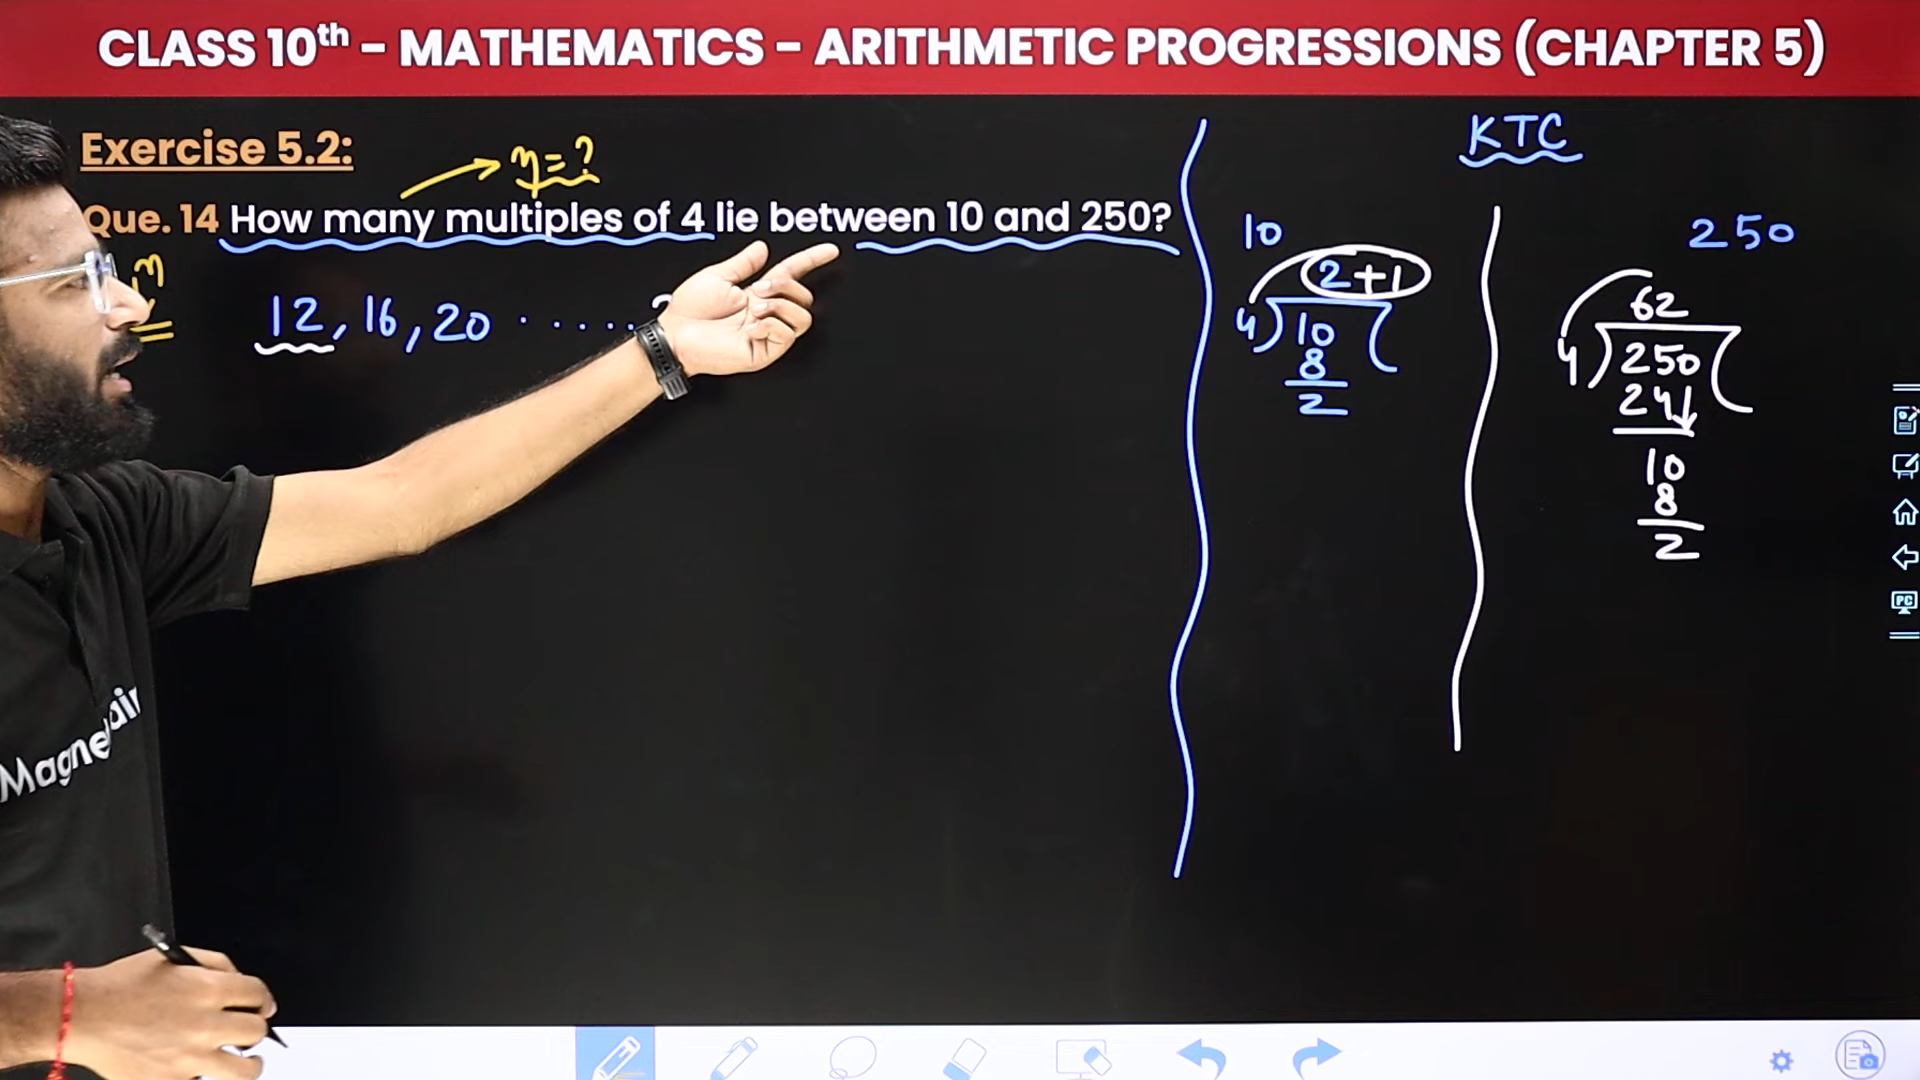 CLASS 10th – MATHEMATICS – ARITHMETIC PROGRESSIONS (CHAPTER 5)
Exercise 5.2:
n = ?
Que. 14 How many multiples of 4 lie between 10 and 250?
n
12, 16, 20 ...... ?
KTC
10
2+1
4) 10 (
8
2
250
62
4) 250 (
24↓
10
8
2
PC